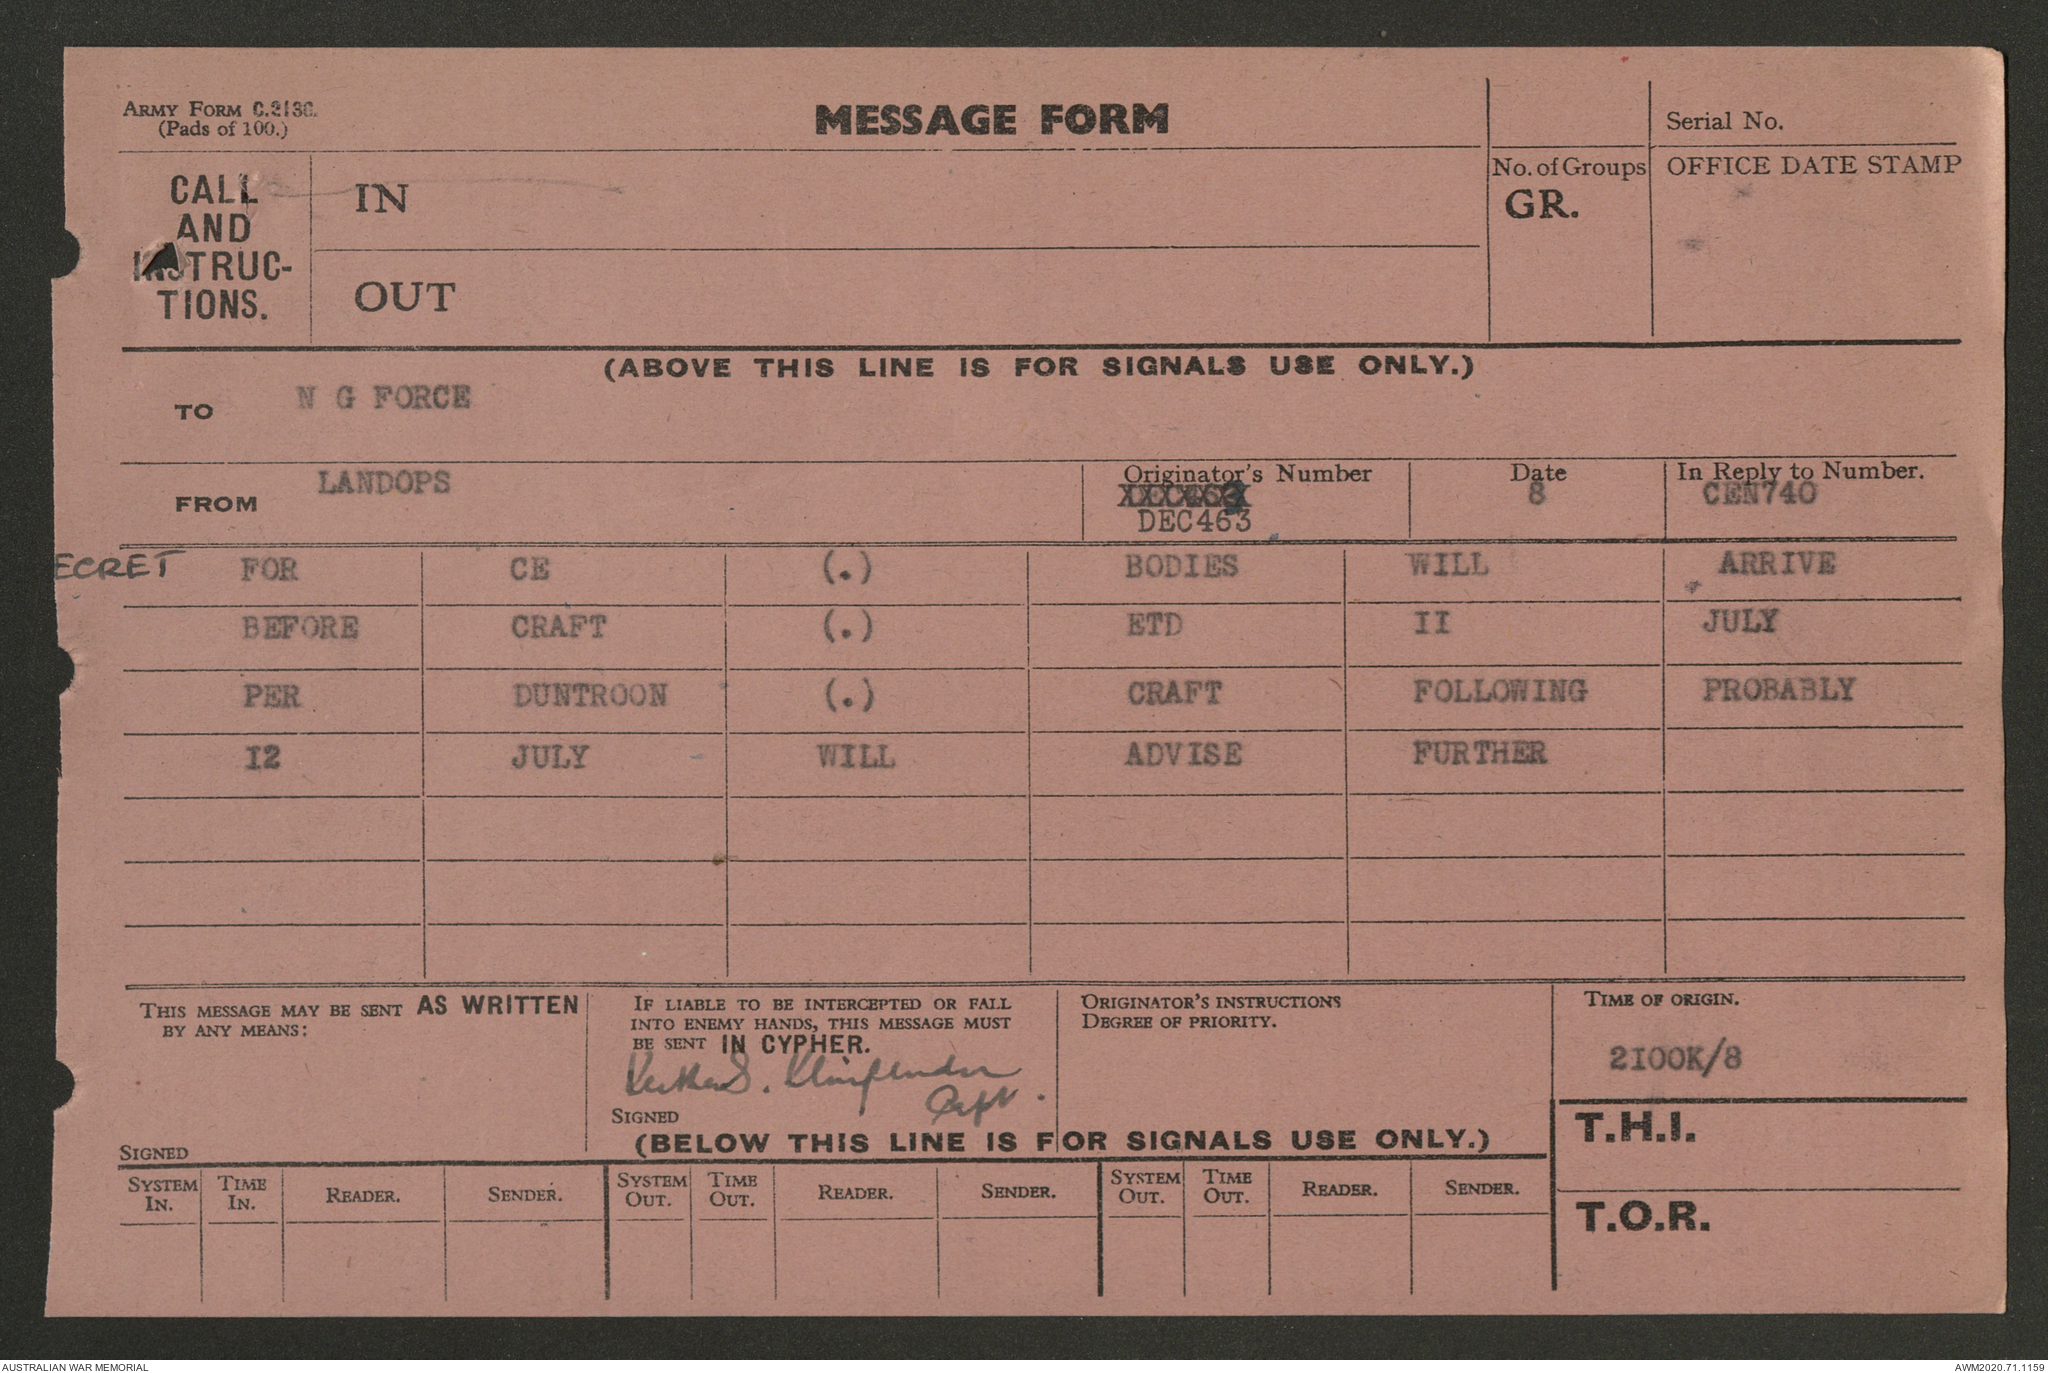 ARMY FORM C.2136.
(Pads of 100.)
MESSAGE FORM
Serial No.
CALL
AND
INSTRUC-
TIONS.
IN
OUT
No. of Groups
GR.
OFFICE DATE STAMP
(ABOVE THIS LINE IS FOR SIGNALS USE ONLY.)
TO N G FORCE
FROM LANDOPS
Originator's Number
DEC463
Date
8
In Reply to Number.
CEN740
ECRET FOR CE (.) BODIES WILL ARRIVE
BEFORE CRAFT (.) ETD II JULY
PER DUNTROON (.) CRAFT FOLLOWING PROBABLY
I2 JULY WILL ADVISE FURTHER
THIS MESSAGE MAY BE SENT AS WRITTEN
BY ANY MEANS:
SIGNED
IF LIABLE TO BE INTERCEPTED OR FALL
INTO ENEMY HANDS, THIS MESSAGE MUST
BE SENT IN CYPHER.
Capt.
SIGNED
ORIGINATOR'S INSTRUCTIONS
DEGREE OF PRIORITY.
TIME OF ORIGIN.
2I00K/8
(BELOW THIS LINE IS FOR SIGNALS USE ONLY.)
T.H.I.
T.O.R.
SYSTEM IN. TIME IN. READER. SENDER. SYSTEM OUT. TIME OUT. READER. SENDER. SYSTEM OUT. TIME OUT. READER. SENDER.
AUSTRALIAN WAR MEMORIAL
AWM2020.71.1159